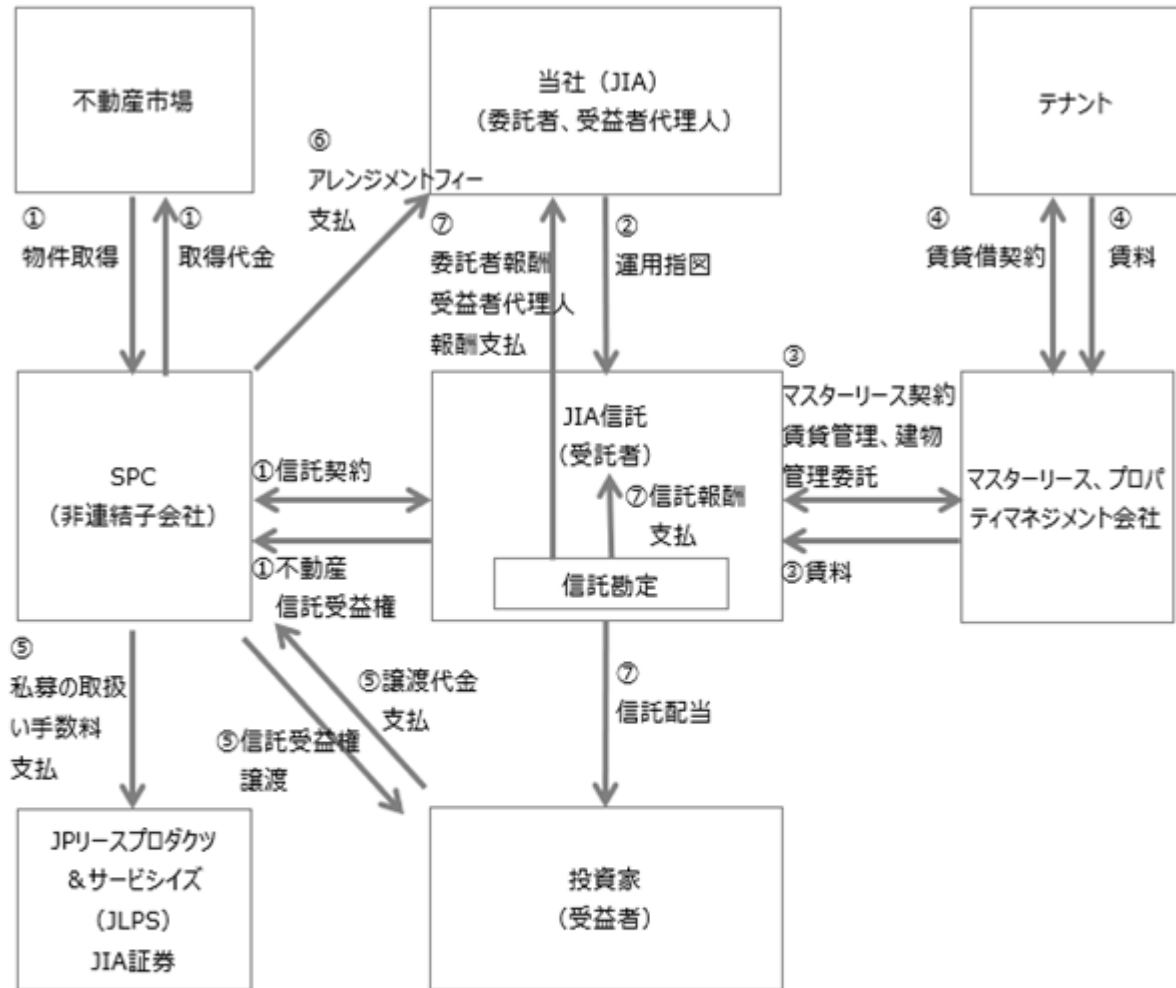 不動産市場
当社（JIA）
（委託者、受益者代理人）
テナント
⑥
アレンジメントフィー
支払
①
物件取得
①
取得代金
⑦
委託者報酬
受益者代理人
報酬支払
②
運用指図
④
賃貸借契約
④
賃料
③
マスターリース契約
賃貸管理、建物
管理委託
SPC
（非連結子会社）
①信託契約
①不動産
信託受益権
JIA信託
（受託者）
⑦信託報酬
支払
信託勘定
③賃料
マスターリース、プロパ
ティマネジメント会社
⑤
私募の取扱
い手数料
支払
⑤譲渡代金
支払
⑤信託受益権
譲渡
⑦
信託配当
JPリースプロダクツ
＆サービシイズ
（JLPS）
JIA証券
投資家
（受益者）